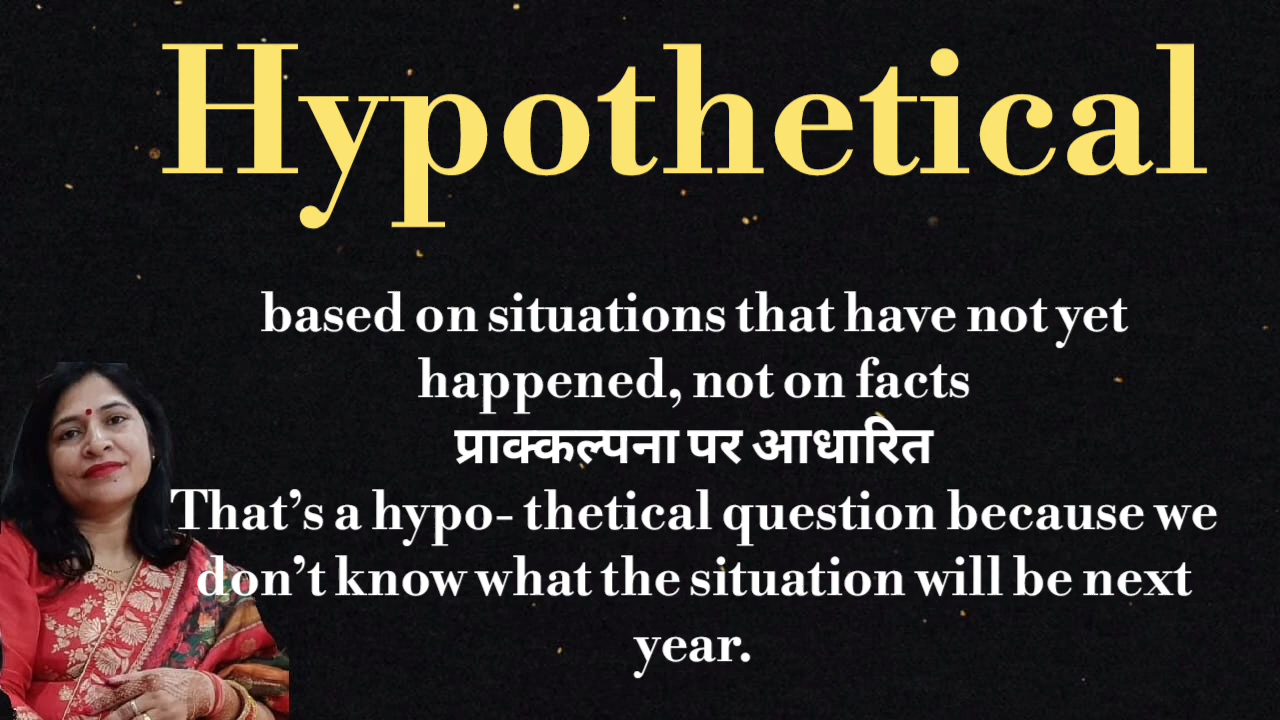 Hypothetical
based on situations that have not yet
happened, not on facts
प्राक्कल्पना पर आधारित
That’s a hypo- thetical question because we
don’t know what the situation will be next
year.